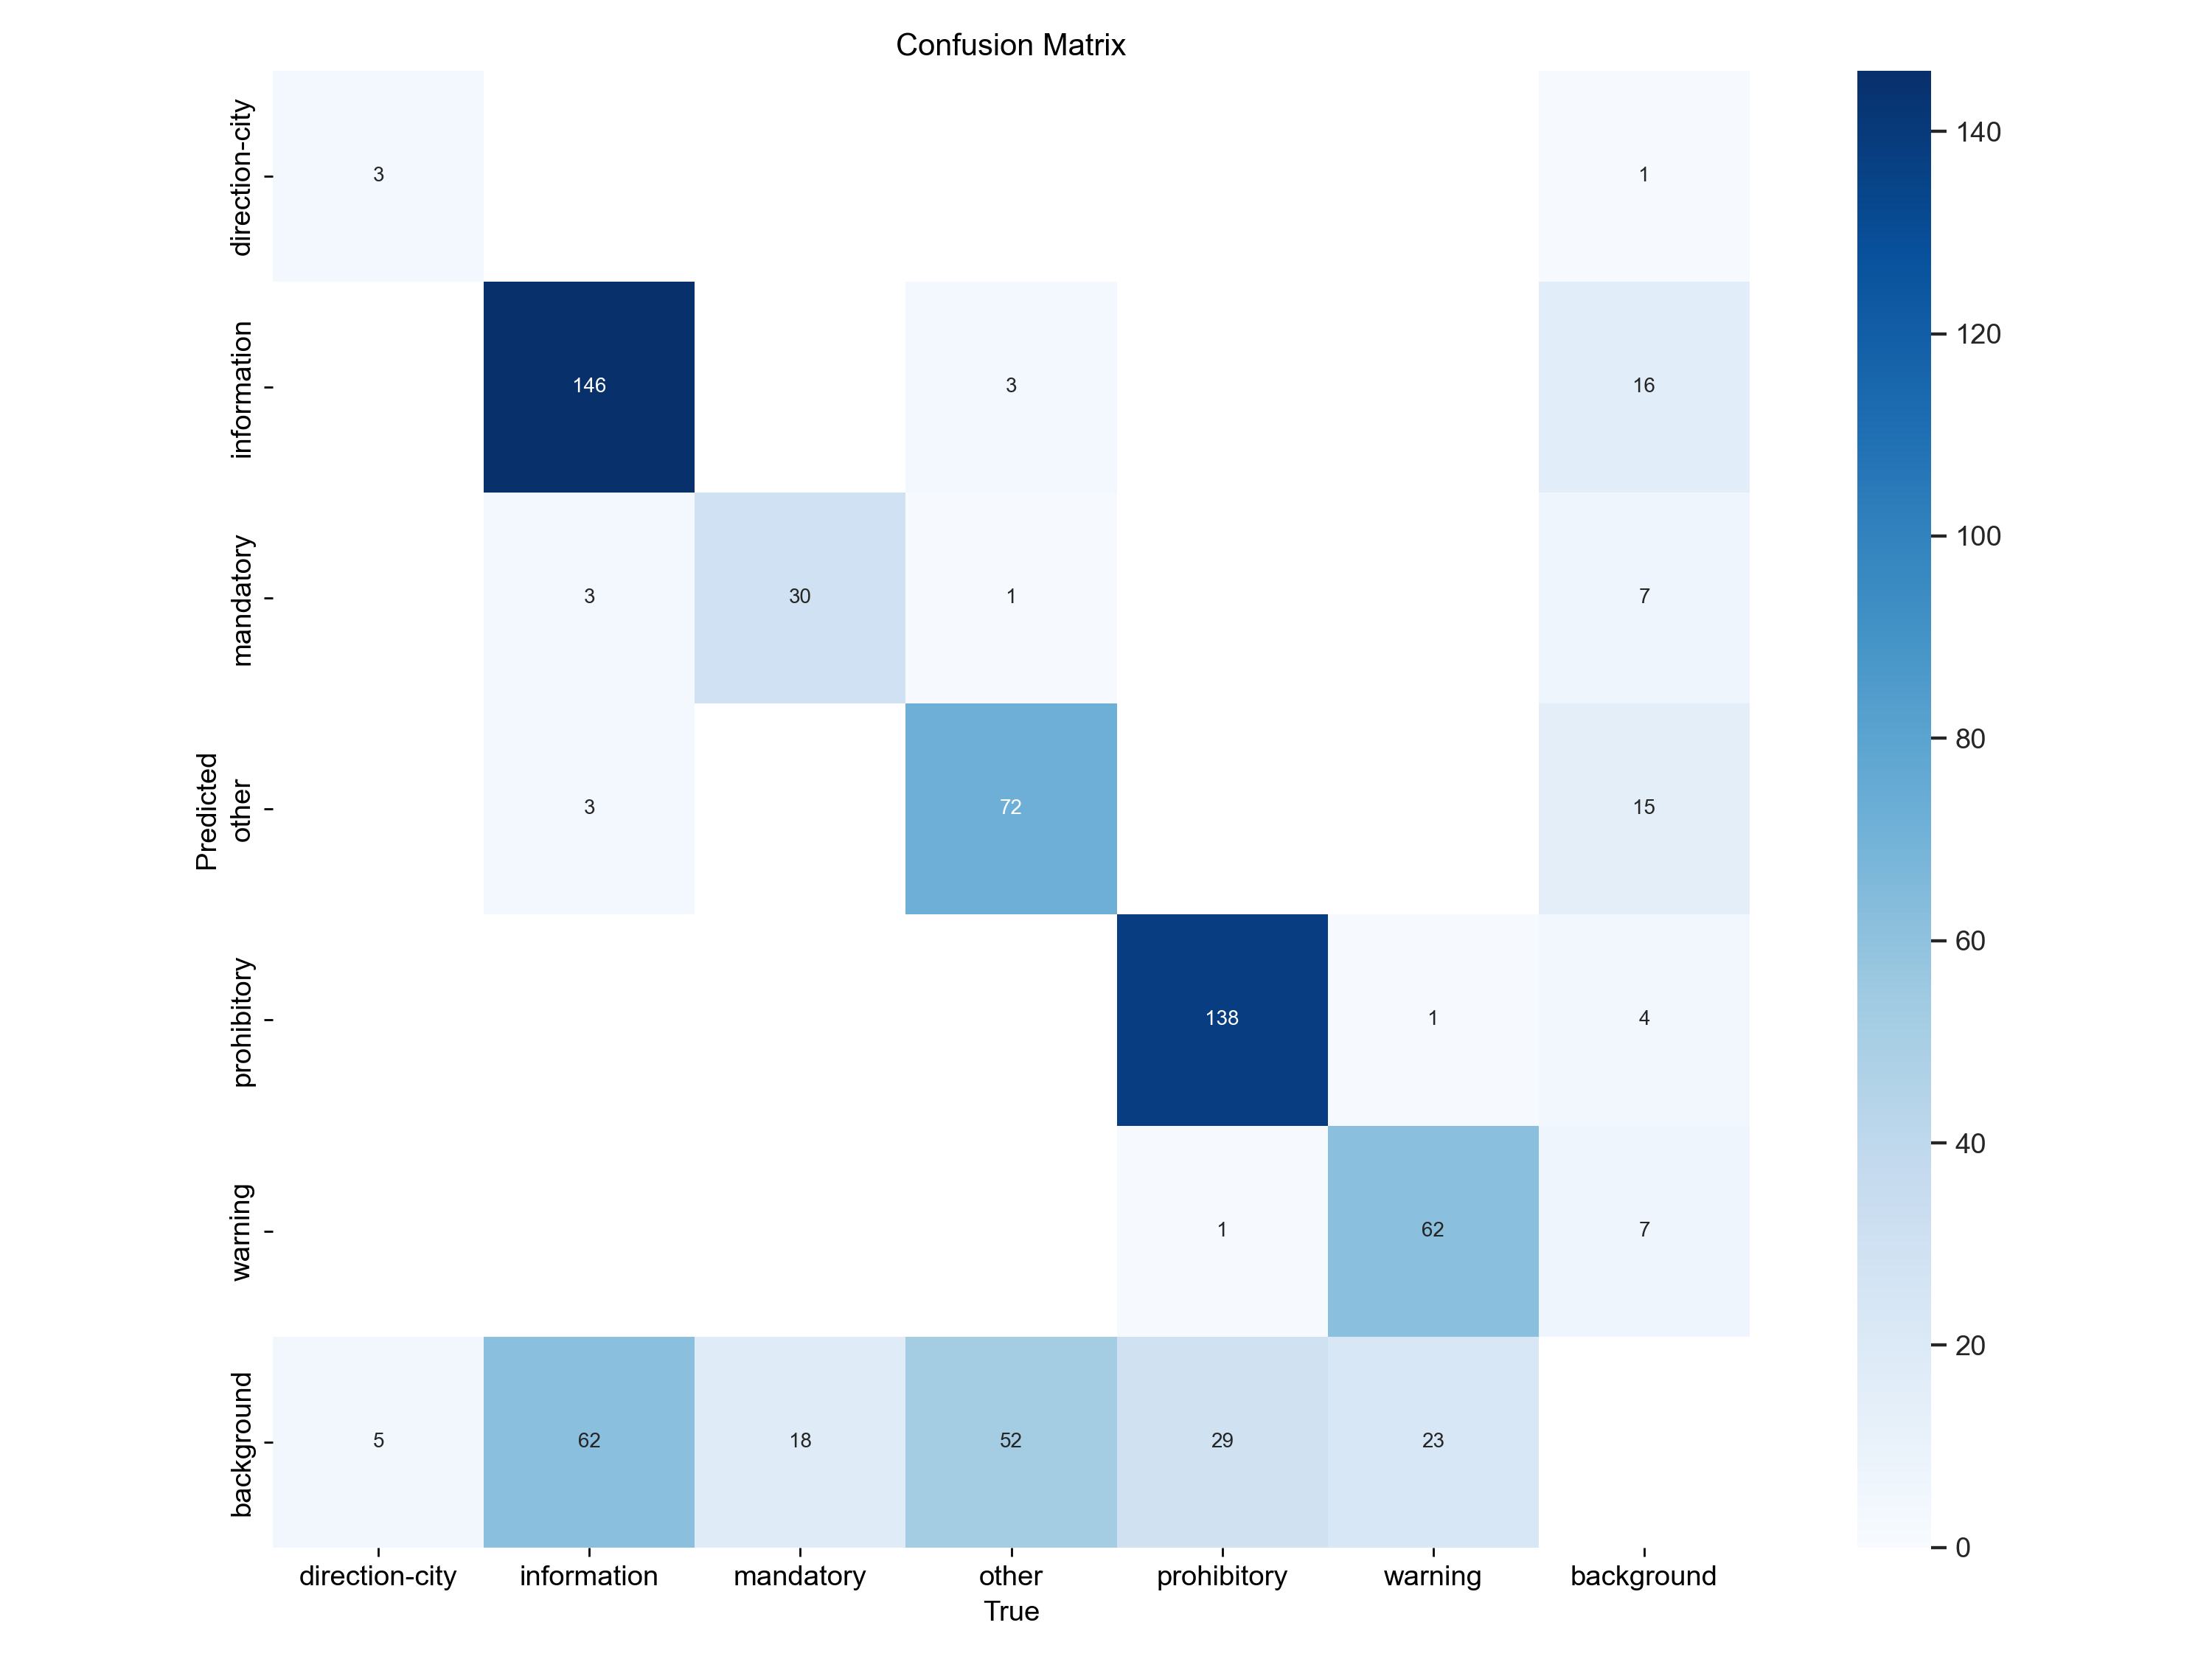 Confusion Matrix
direction-city
3
1
140
information
146
3
16
120
mandatory
3
30
1
7
100
Predicted
other
3
72
15
80
prohibitory
138
1
4
60
warning
1
62
7
40
background
5
62
18
52
29
23
20
0
direction-city information mandatory other prohibitory warning background
True